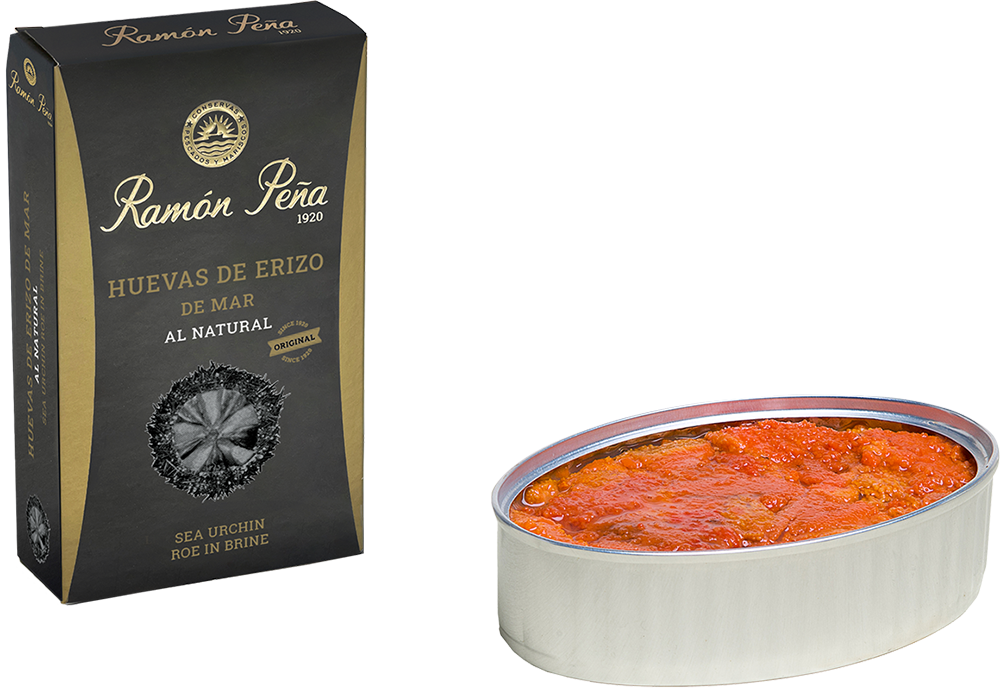 Ramón Peña
1920
Ramón Peña
HUEVAS DE ERIZO DE MAR
AL NATURAL
SEA URCHIN ROE IN BRINE
CONSERVAS
PESCADOS Y MARISCOS
Ramón Peña
1920
HUEVAS DE ERIZO
DE MAR
AL NATURAL
SINCE 1920
ORIGINAL
SINCE 1920
SEA URCHIN
ROE IN BRINE